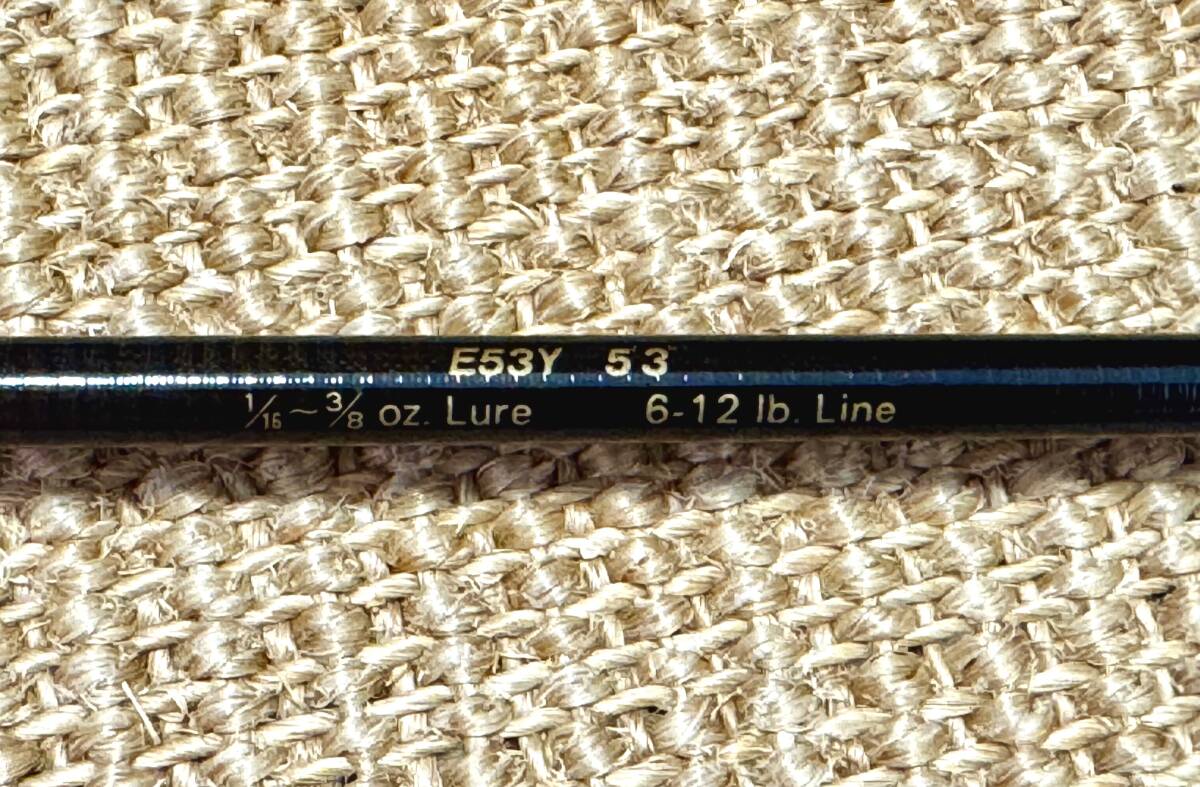 E53Y 5'3"
1/16~3/8 oz. Lure 6-12 lb. Line